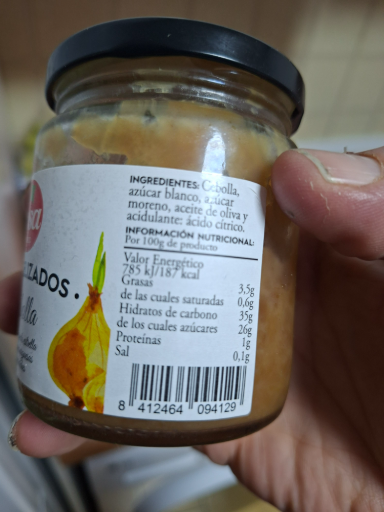 INGREDIENTES: Cebolla,
azúcar blanco, azúcar
moreno, aceite de oliva y
acidulante: ácido cítrico.
INFORMACIÓN NUTRICIONAL:
Por 100g de producto
Valor Energético
785 kJ/187 kcal
Grasas 3,5g
de las cuales saturadas 0,6g
Hidratos de carbono 35g
de los cuales azúcares 26g
Proteínas 1g
Sal 0,1g
8 412464 094129
IZADOS.
lla